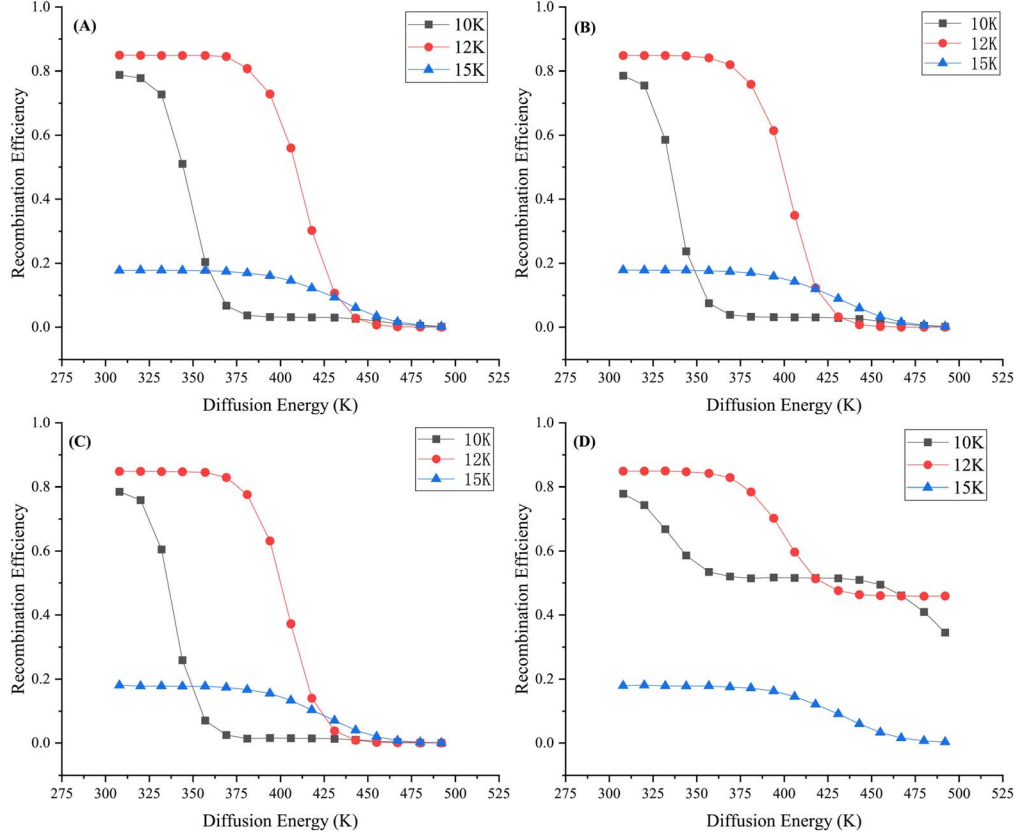 (A)
10K
12K
15K
1.0
0.8
0.6
0.4
0.2
0.0
Recombination Efficiency
275 300 325 350 375 400 425 450 475 500 525
Diffusion Energy (K)
(B)
10K
12K
15K
1.0
0.8
0.6
0.4
0.2
0.0
Recombination Efficiency
275 300 325 350 375 400 425 450 475 500 525
Diffusion Energy (K)
(C)
10K
12K
15K
1.0
0.8
0.6
0.4
0.2
0.0
Recombination Efficiency
275 300 325 350 375 400 425 450 475 500 525
Diffusion Energy (K)
(D)
10K
12K
15K
1.0
0.8
0.6
0.4
0.2
0.0
Recombination Efficiency
275 300 325 350 375 400 425 450 475 500 525
Diffusion Energy (K)